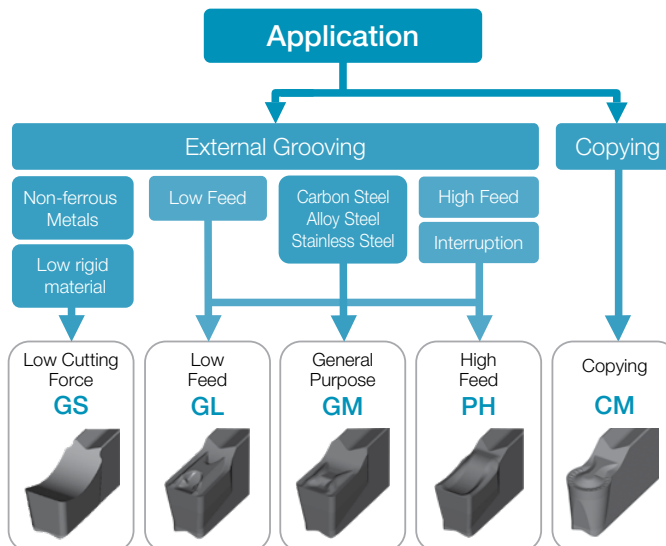 Application
External Grooving
Copying
Non-ferrous
Metals
Low Feed
Carbon Steel
Alloy Steel
Stainless Steel
High Feed
Interruption
Low rigid
material
Low Cutting
Force
GS
Low
Feed
GL
General
Purpose
GM
High
Feed
PH
Copying
CM